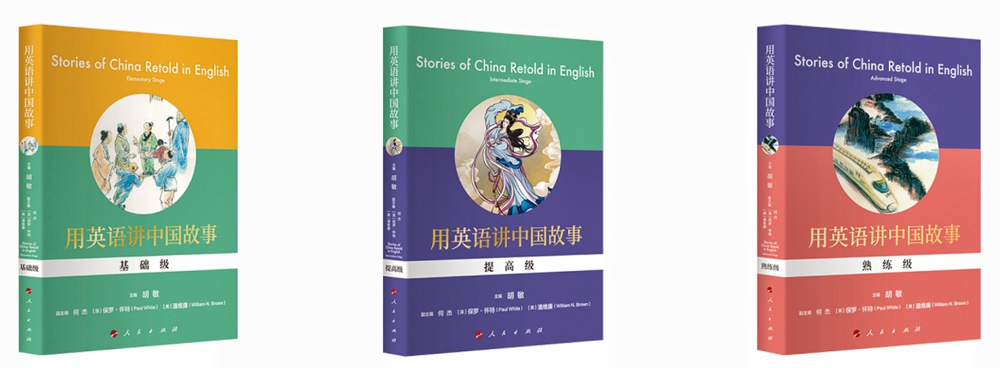 用英语讲中国故事
主编 胡敏
副主编 何杰
[英]保罗·怀特
[美]潘维廉
Stories of
China Retold
in English
Elementary Stage
基础级
人民出版社
Stories of China Retold in English
Elementary Stage
用英语讲中国故事
基础级
主编 胡敏
副主编 何杰 [英]保罗·怀特(Paul White) [美]潘维廉(William N. Brown)
人民出版社
用英语讲中国故事
主编 胡敏
副主编 何杰
[英]保罗·怀特
[美]潘维廉
Stories of
China Retold
in English
提高级
人民出版社
Stories of China Retold in English
Intermediate Stage
用英语讲中国故事
提高级
主编 胡敏
副主编 何杰 [英]保罗·怀特(Paul White) [美]潘维廉(William N. Brown)
人民出版社
用英语讲中国故事
主编 胡敏
副主编 何杰
[英]保罗·怀特
[美]潘维廉
Stories of
China Retold
in English
熟练级
人民出版社
Stories of China Retold in English
Advanced Stage
用英语讲中国故事
熟练级
主编 胡敏
副主编 何杰 [英]保罗·怀特(Paul White) [美]潘维廉(William N. Brown)
人民出版社